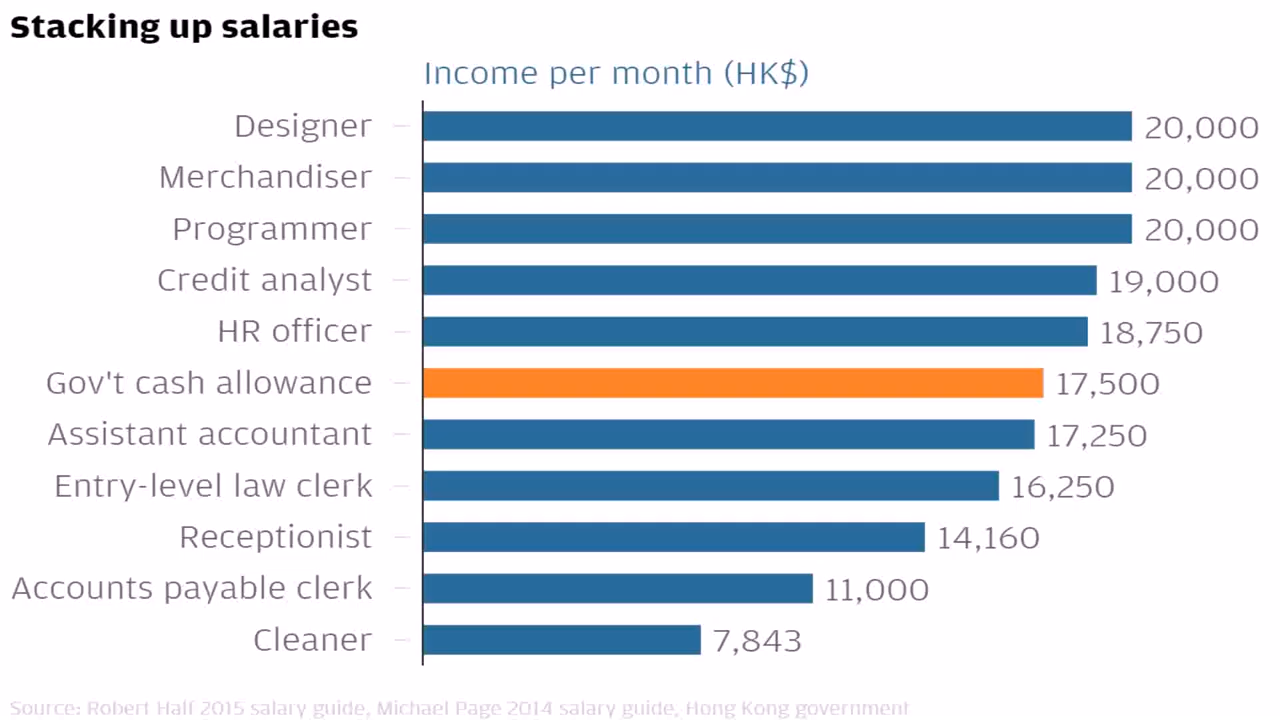 Stacking up salaries
Income per month (HK$)
Designer 20,000
Merchandiser 20,000
Programmer 20,000
Credit analyst 19,000
HR officer 18,750
Gov't cash allowance 17,500
Assistant accountant 17,250
Entry-level law clerk 16,250
Receptionist 14,160
Accounts payable clerk 11,000
Cleaner 7,843
Source: Robert Half 2015 salary guide, Michael Page 2014 salary guide, Hong Kong government